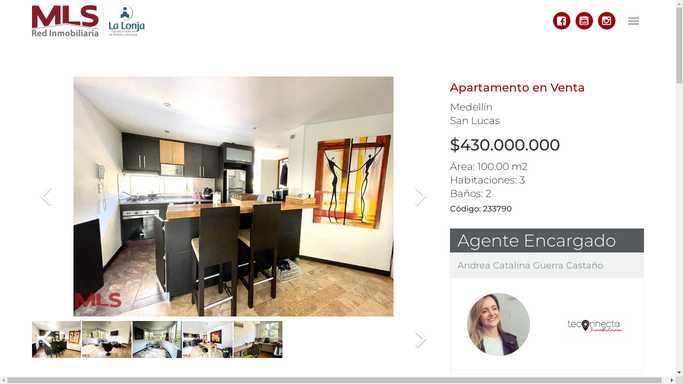 MLS
Red Inmobiliaria
La Lonja
Apartamento en Venta
Medellín
San Lucas
$430.000.000
Área: 100.00 m2
Habitaciones: 3
Baños: 2
Código: 233790
Agente Encargado
Andrea Catalina Guerra Castaño
teconnecta
MLS